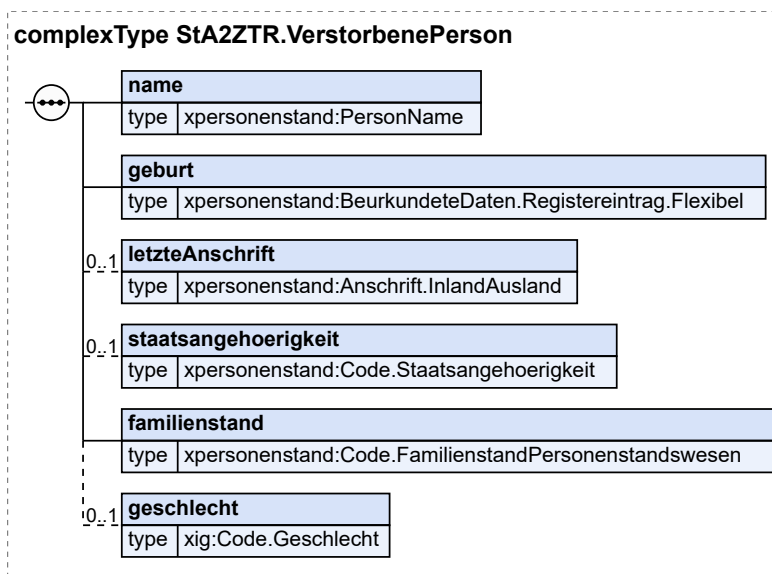 complexType StA2ZTR.VerstorbenePerson
name
type xpersonenstand:PersonName
geburt
type xpersonenstand:BeurkundeteDaten.Registereintrag.Flexibel
0..1 letzteAnschrift
type xpersonenstand:Anschrift.InlandAusland
0..1 staatsangehoerigkeit
type xpersonenstand:Code.Staatsangehoerigkeit
familienstand
type xpersonenstand:Code.FamilienstandPersonenstandswesen
0..1 geschlecht
type xig:Code.Geschlecht